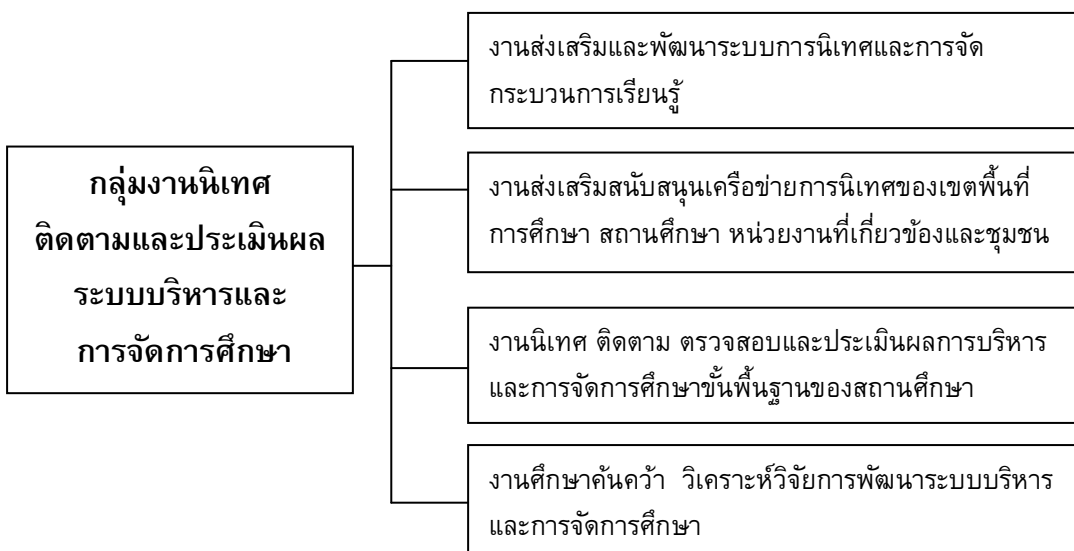 กลุ่มงานนิเทศ
ติดตามและประเมินผล
ระบบบริหารและ
การจัดการศึกษา
งานส่งเสริมและพัฒนาระบบการนิเทศและการจัด
กระบวนการเรียนรู้
งานส่งเสริมสนับสนุนเครือข่ายการนิเทศของเขตพื้นที่
การศึกษา สถานศึกษา หน่วยงานที่เกี่ยวข้องและชุมชน
งานนิเทศ ติดตาม ตรวจสอบและประเมินผลการบริหาร
และการจัดการศึกษาขั้นพื้นฐานของสถานศึกษา
งานศึกษาค้นคว้า วิเคราะห์วิจัยการพัฒนาระบบบริหาร
และการจัดการศึกษา